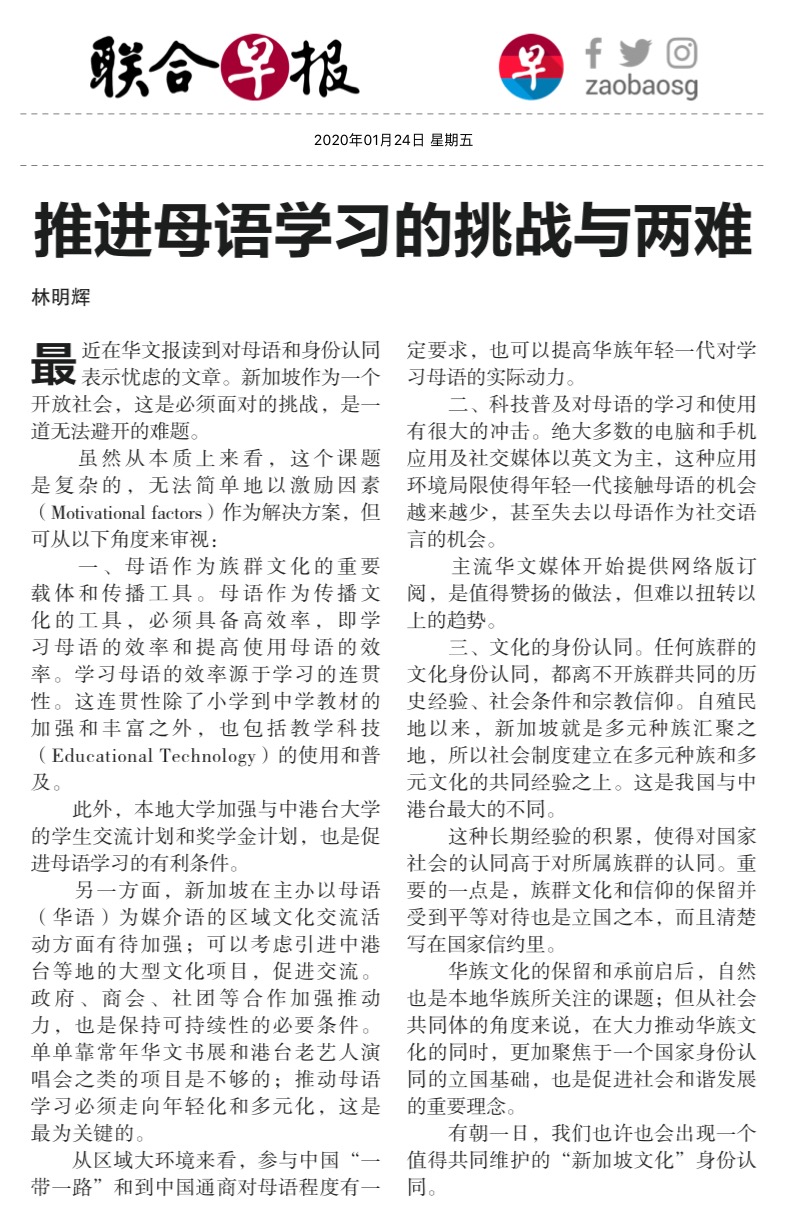 联合早报
早
zaobaosg
2020年01月24日 星期五
推进母语学习的挑战与两难
林明辉
最近在华文报读到对母语和身份认同
表示忧虑的文章。新加坡作为一个
开放社会，这是必须面对的挑战，是一
道无法避开的难题。
虽然从本质上来看，这个课题
是复杂的，无法简单地以激励因素
（Motivational factors）作为解决方案，但
可从以下角度来审视：
一、母语作为族群文化的重要
载体和传播工具。母语作为传播文
化的工具，必须具备高效率，即学
习母语的效率和提高使用母语的效
率。学习母语的效率源于学习的连贯
性。这连贯性除了小学到中学教材的
加强和丰富之外，也包括教学科技
（Educational Technology）的使用和普
及。
此外，本地大学加强与中港台大学
的学生交流计划和奖学金计划，也是促
进母语学习的有利条件。
另一方面，新加坡在主办以母语
（华语）为媒介语的区域文化交流活
动方面有待加强；可以考虑引进中港
台等地的大型文化项目，促进交流。
政府、商会、社团等合作加强推动
力，也是保持可持续性的必要条件。
单单靠常年华文书展和港台老艺人演
唱会之类的项目是不够的；推动母语
学习必须走向年轻化和多元化，这是
最为关键的。
从区域大环境来看，参与中国“一
带一路”和到中国通商对母语程度有一
定要求，也可以提高华族年轻一代对学
习母语的实际动力。
二、科技普及对母语的学习和使用
有很大的冲击。绝大多数的电脑和手机
应用及社交媒体以英文为主，这种应用
环境局限使得年轻一代接触母语的机会
越来越少，甚至失去以母语作为社交语
言的机会。
主流华文媒体开始提供网络版订
阅，是值得赞扬的做法，但难以扭转以
上的趋势。
三、文化的身份认同。任何族群的
文化身份认同，都离不开族群共同的历
史经验、社会条件和宗教信仰。自殖民
地以来，新加坡就是多元种族汇聚之
地，所以社会制度建立在多元种族和多
元文化的共同经验之上。这是我国与中
港台最大的不同。
这种长期经验的积累，使得对国家
社会的认同高于对所属族群的认同。重
要的一点是，族群文化和信仰的保留并
受到平等对待也是立国之本，而且清楚
写在国家信约里。
华族文化的保留和承前启后，自然
也是本地华族所关注的课题；但从社会
共同体的角度来说，在大力推动华族文
化的同时，更加聚焦于一个国家身份认
同的立国基础，也是促进社会和谐发展
的重要理念。
有朝一日，我们也许也会出现一个
值得共同维护的“新加坡文化”身份认
同。